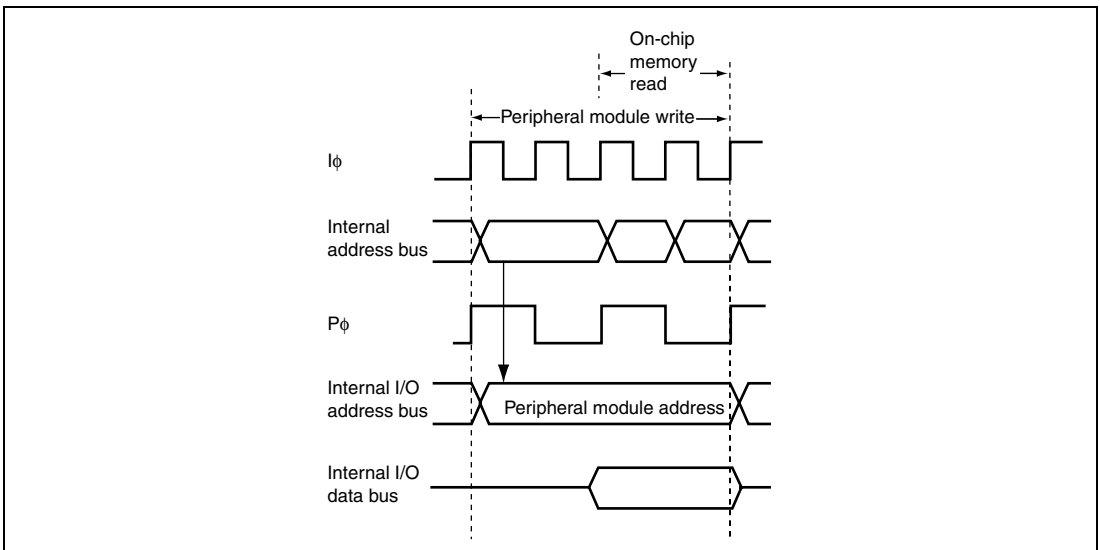 On-chip
memory
read
Peripheral module write
Iϕ
Internal
address bus
Pϕ
Internal I/O
address bus
Peripheral module address
Internal I/O
data bus